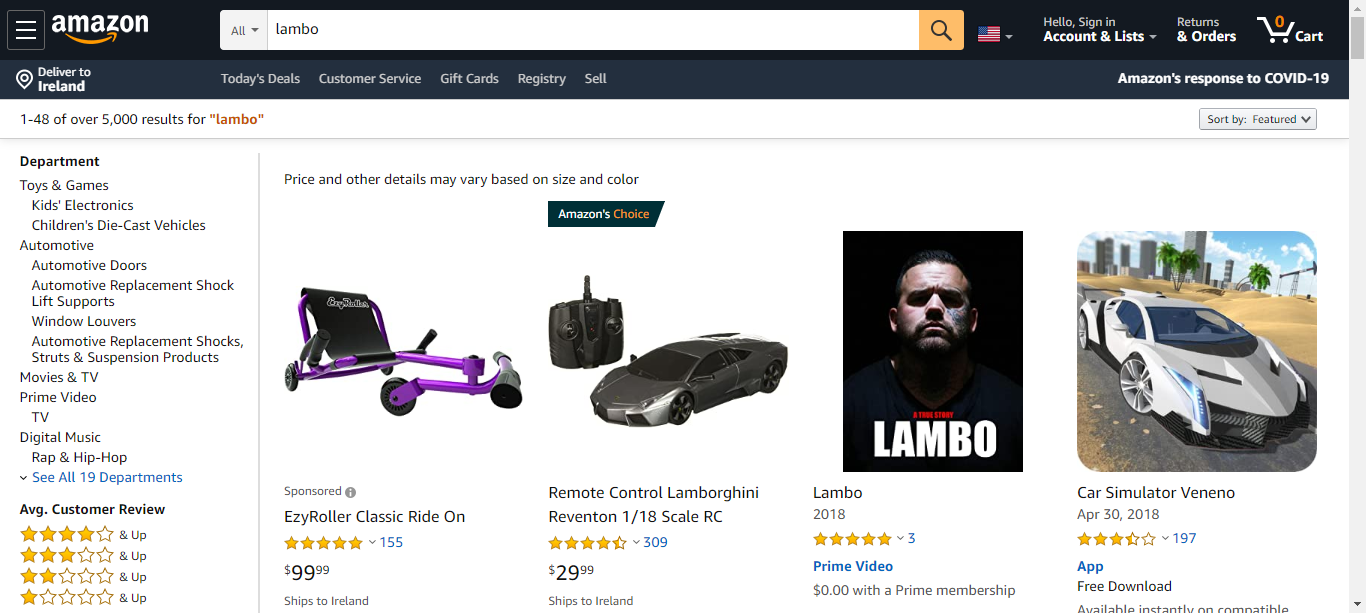 amazon
All
lambo
Hello, Sign in
Account & Lists
Returns
& Orders
0
Cart
Deliver to
Ireland
Today's Deals
Customer Service
Gift Cards
Registry
Sell
Amazon's response to COVID-19
1-48 of over 5,000 results for "lambo"
Sort by: Featured
Department
Toys & Games
Kids' Electronics
Children's Die-Cast Vehicles
Automotive
Automotive Doors
Automotive Replacement Shock
Lift Supports
Window Louvers
Automotive Replacement Shocks,
Struts & Suspension Products
Movies & TV
Prime Video
TV
Digital Music
Rap & Hip-Hop
See All 19 Departments
Avg. Customer Review
& Up
& Up
& Up
& Up
Price and other details may vary based on size and color
EzyRoller
Sponsored
EzyRoller Classic Ride On
155
$99.99
Ships to Ireland
Amazon's Choice
Remote Control Lamborghini
Reventon 1/18 Scale RC
309
$29.99
Ships to Ireland
A TRUE STORY
LAMBO
Lambo
2018
3
Prime Video
$0.00 with a Prime membership
Car Simulator Veneno
Apr 30, 2018
197
App
Free Download
Available instantly on compatible